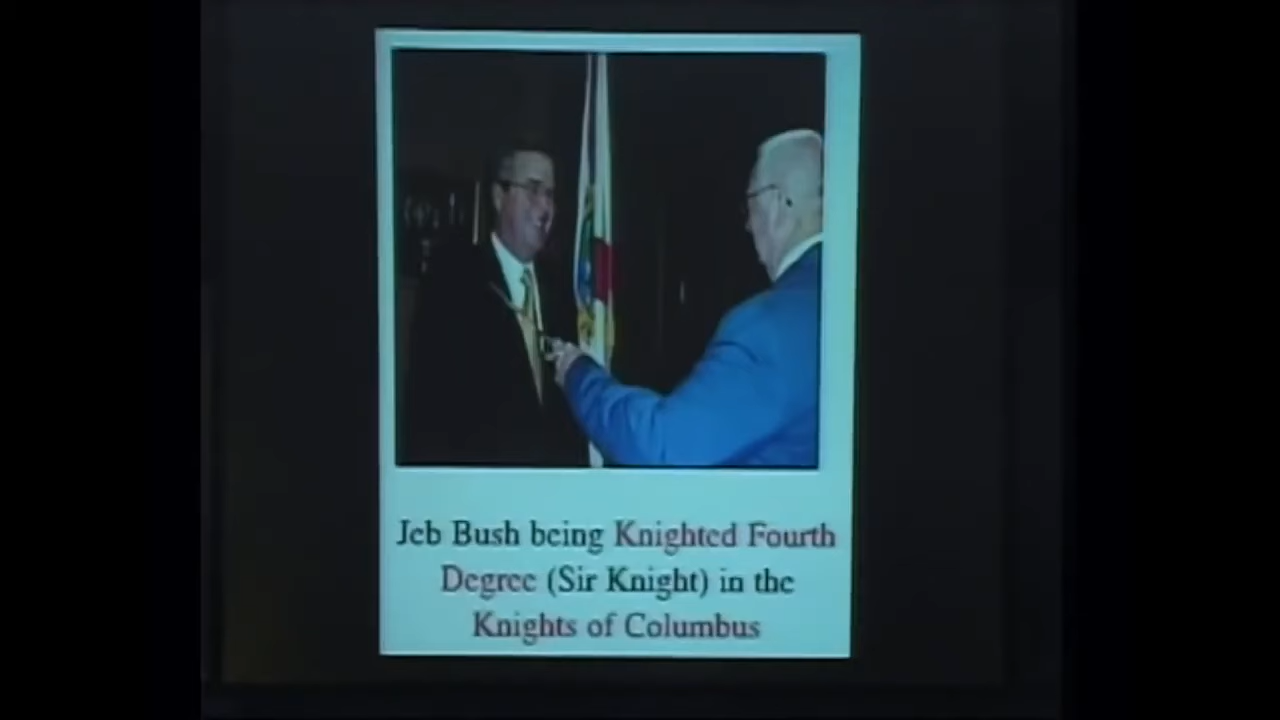 Jeb Bush being Knighted Fourth
Degree (Sir Knight) in the
Knights of Columbus